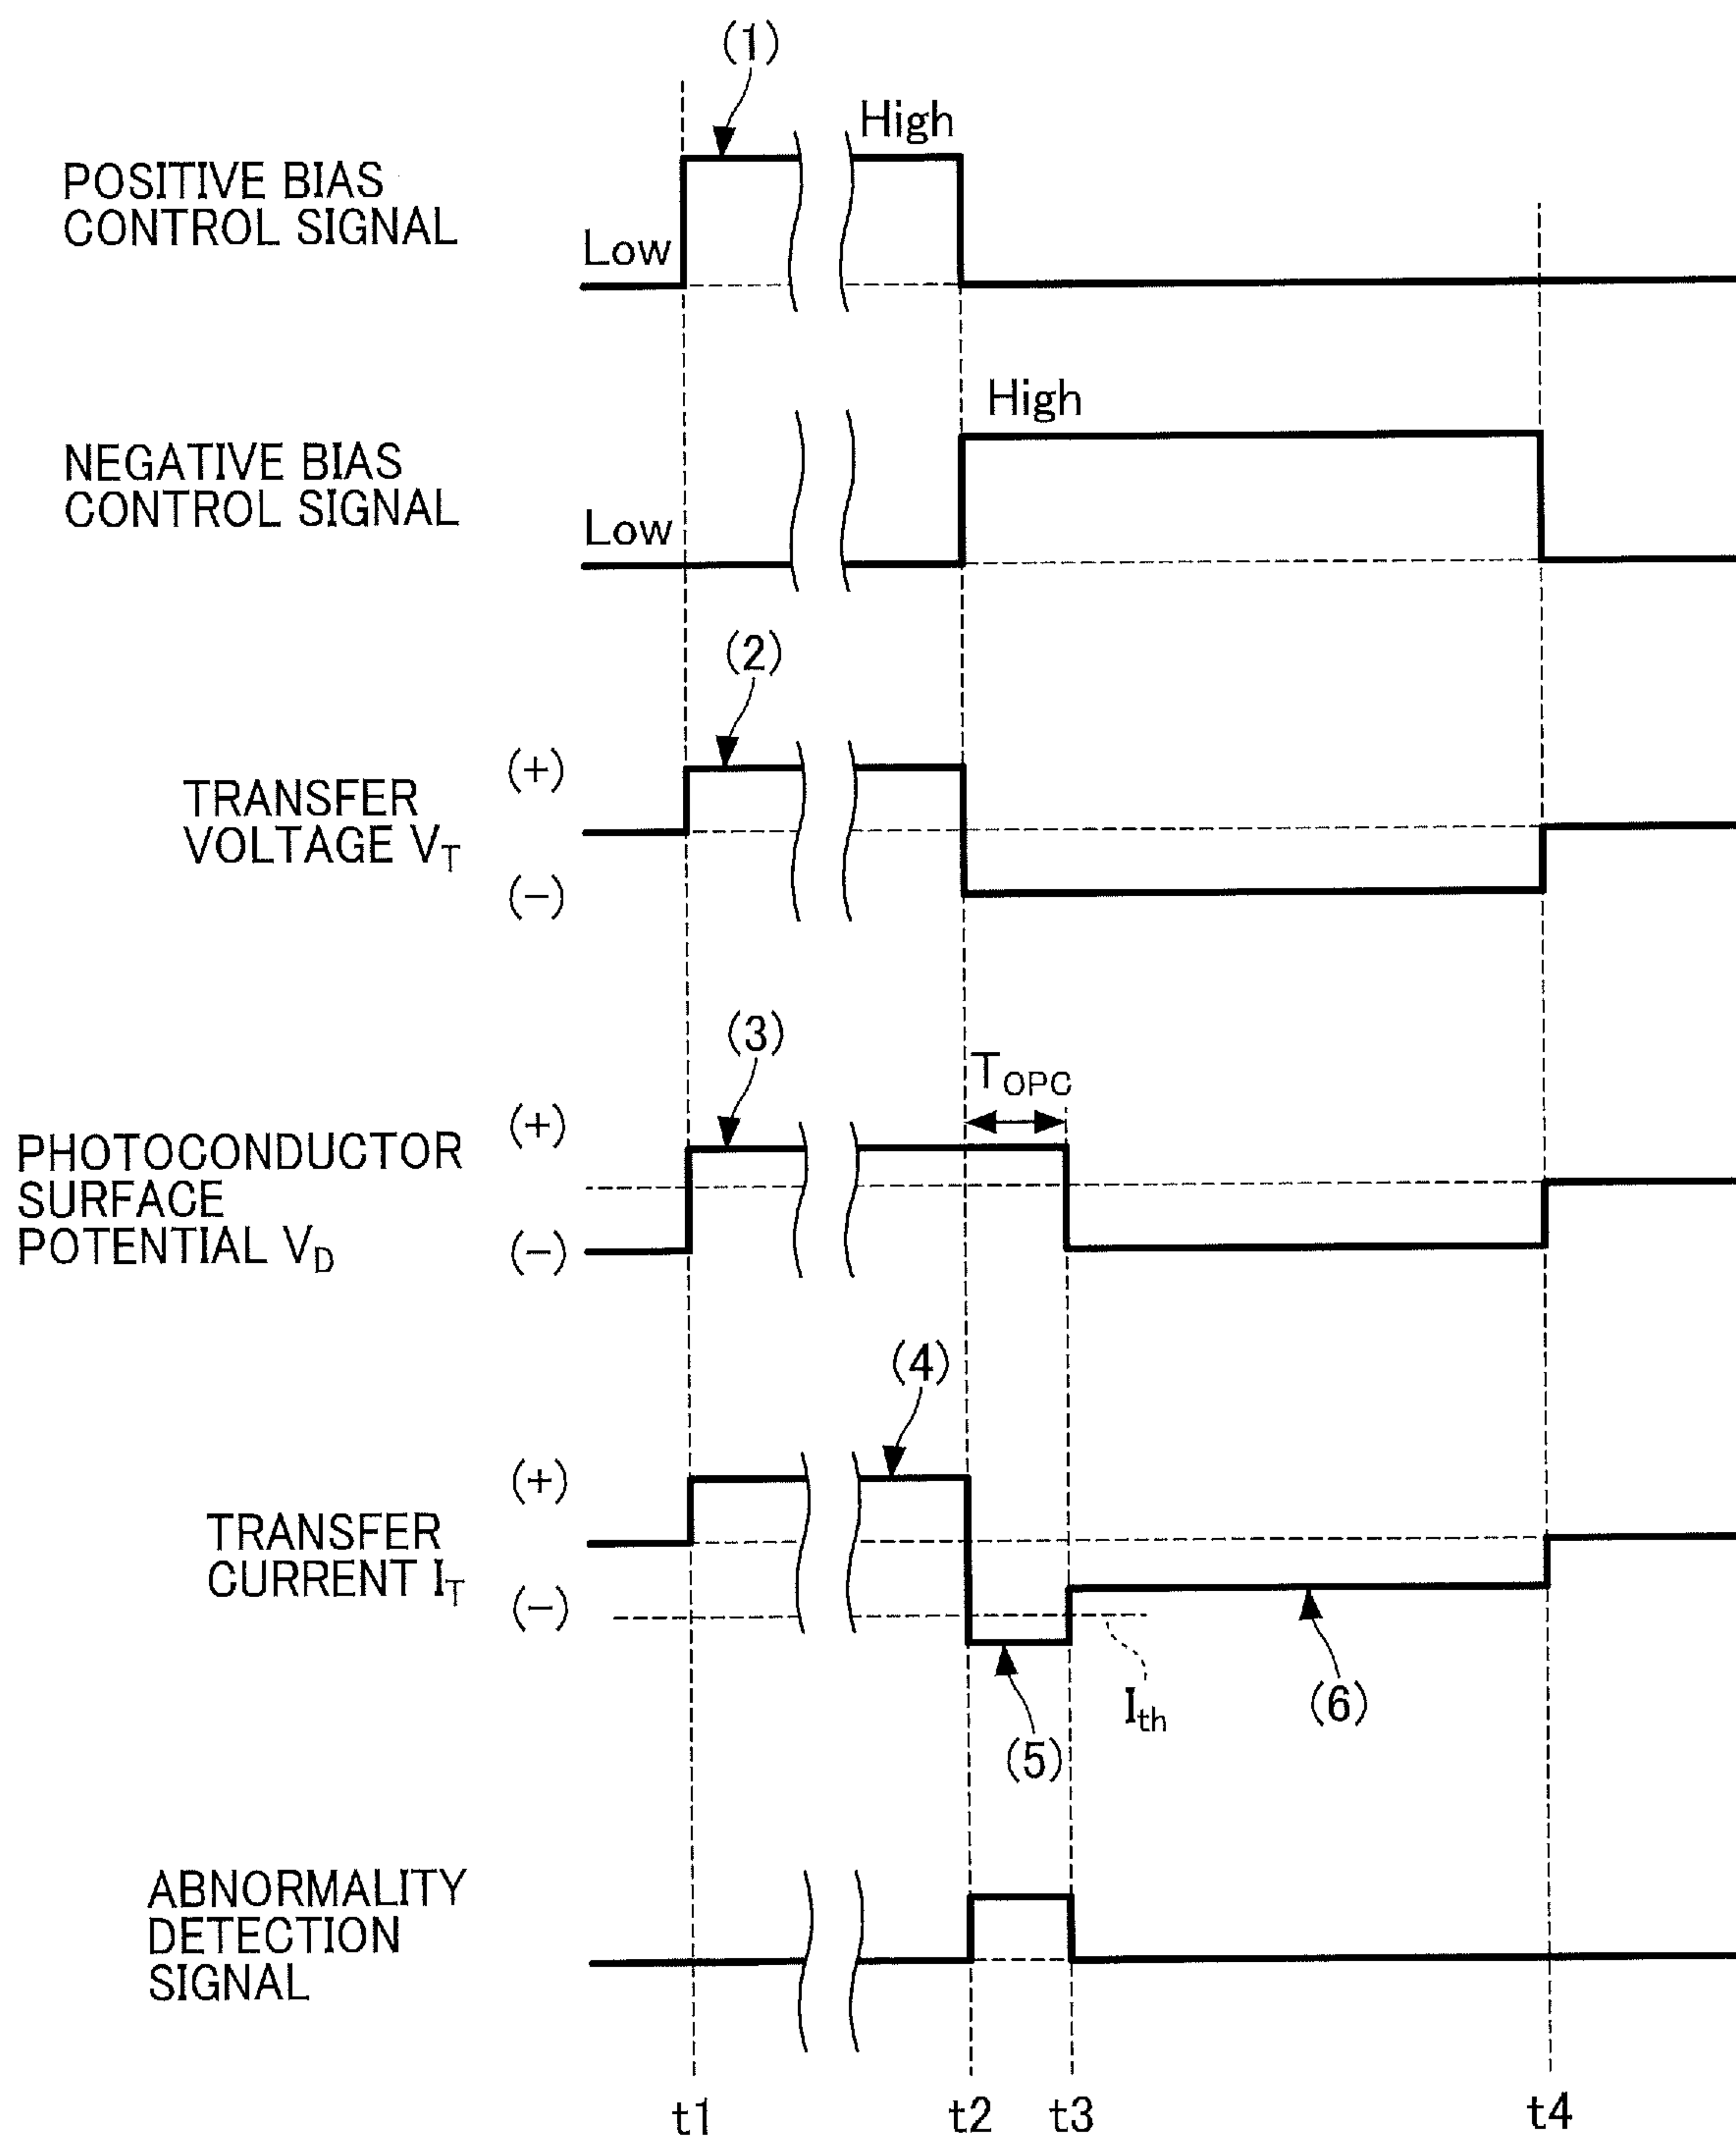 (1)
High
POSITIVE BIAS
CONTROL SIGNAL
Low
High
NEGATIVE BIAS
CONTROL SIGNAL
Low
(2)
(+)
TRANSFER
VOLTAGE VT
(-)
(3)
TOPC
(+)
PHOTOCONDUCTOR
SURFACE
POTENTIAL VD
(-)
(4)
(+)
TRANSFER
CURRENT IT
(-)
Ith
(6)
(5)
ABNORMALITY
DETECTION
SIGNAL
t1
t2
t3
t4